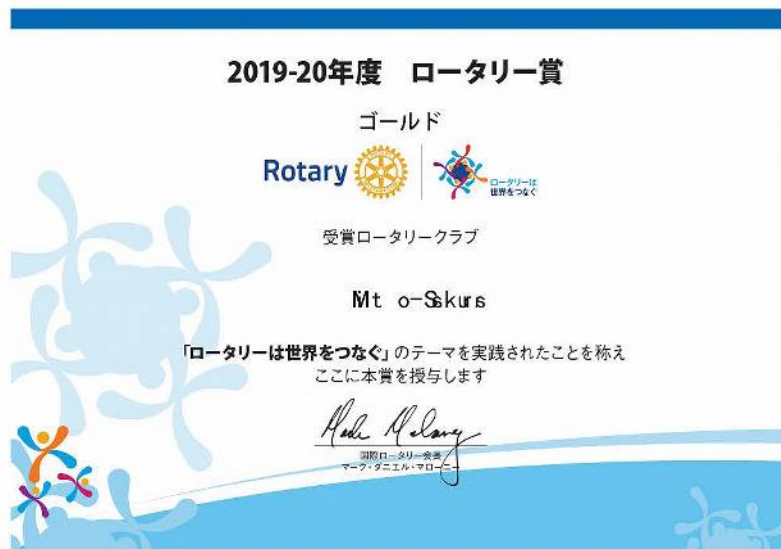 2019-20年度 ロータリー賞
ゴールド
Rotary
ロータリーは
世界をつなぐ
受賞ロータリークラブ
Mit o-Sakura
「ロータリーは世界をつなぐ」のテーマを実践されたことを称え
ここに本賞を授与します
国際ロータリー会長
マーク・ダニエル・マローニー